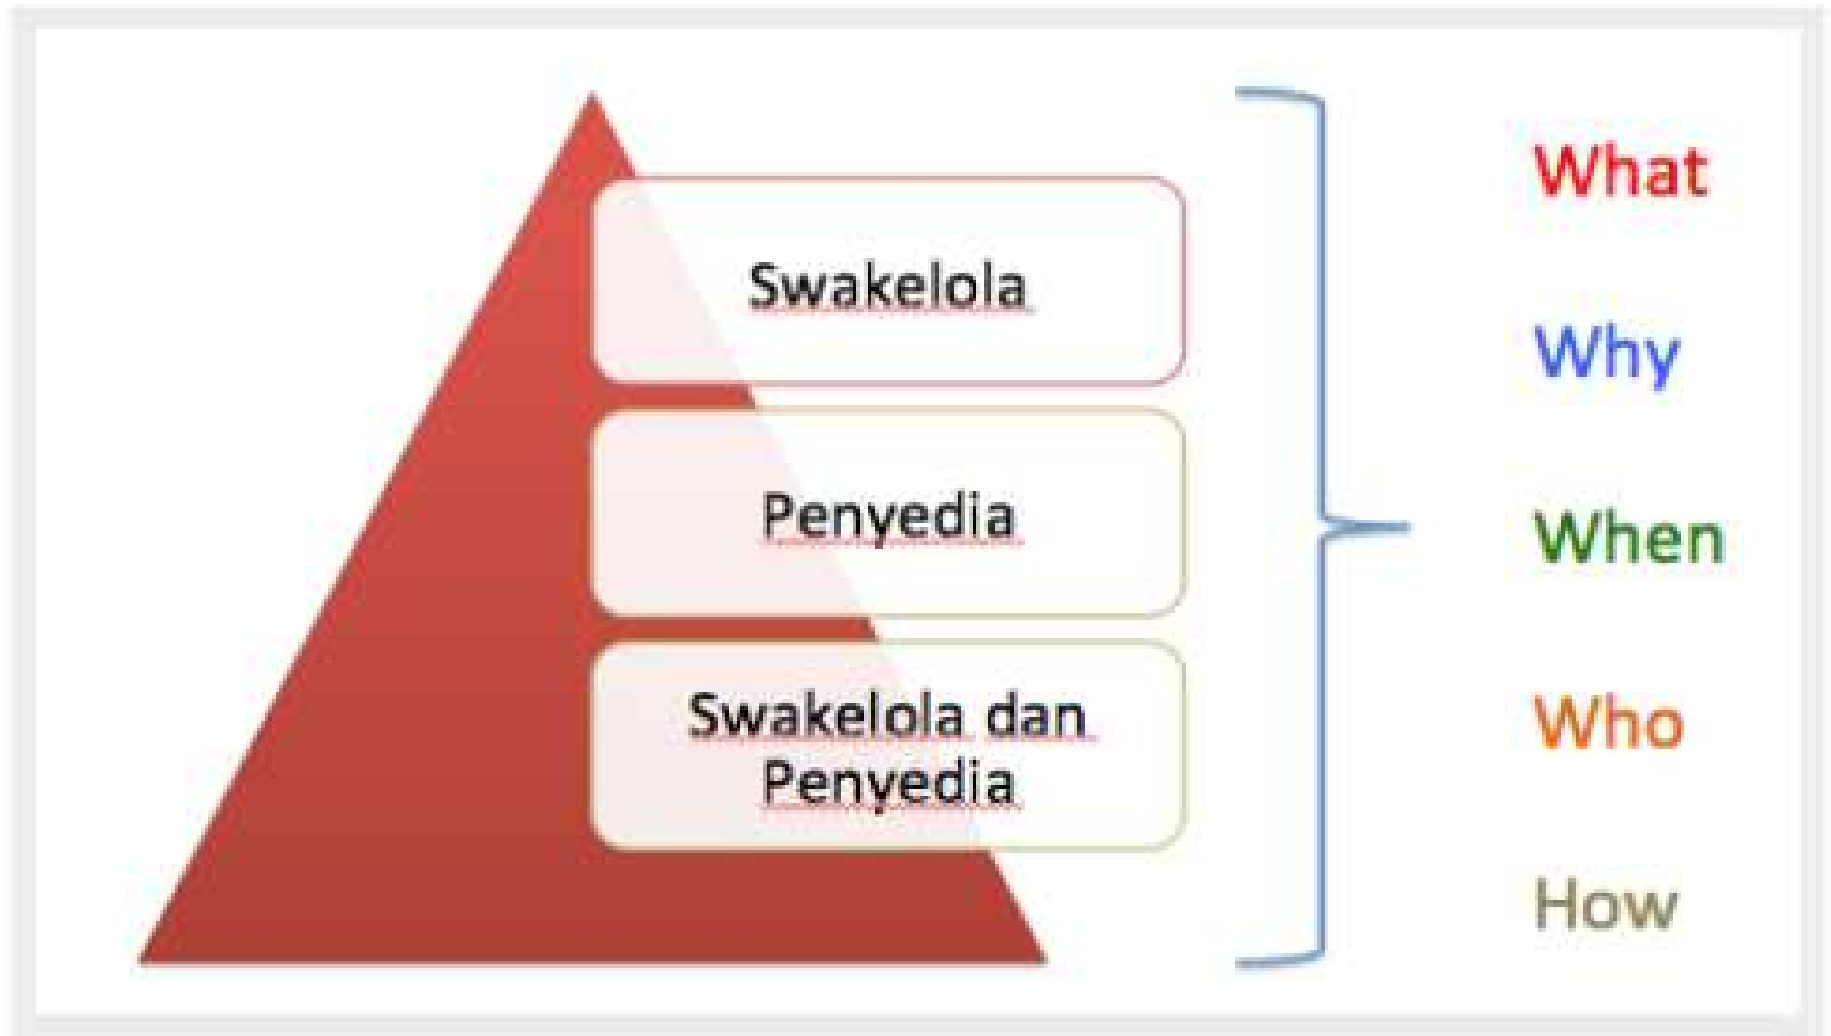 Swakelola
Penyedia
Swakelola dan
Penyedia
What
Why
When
Who
How